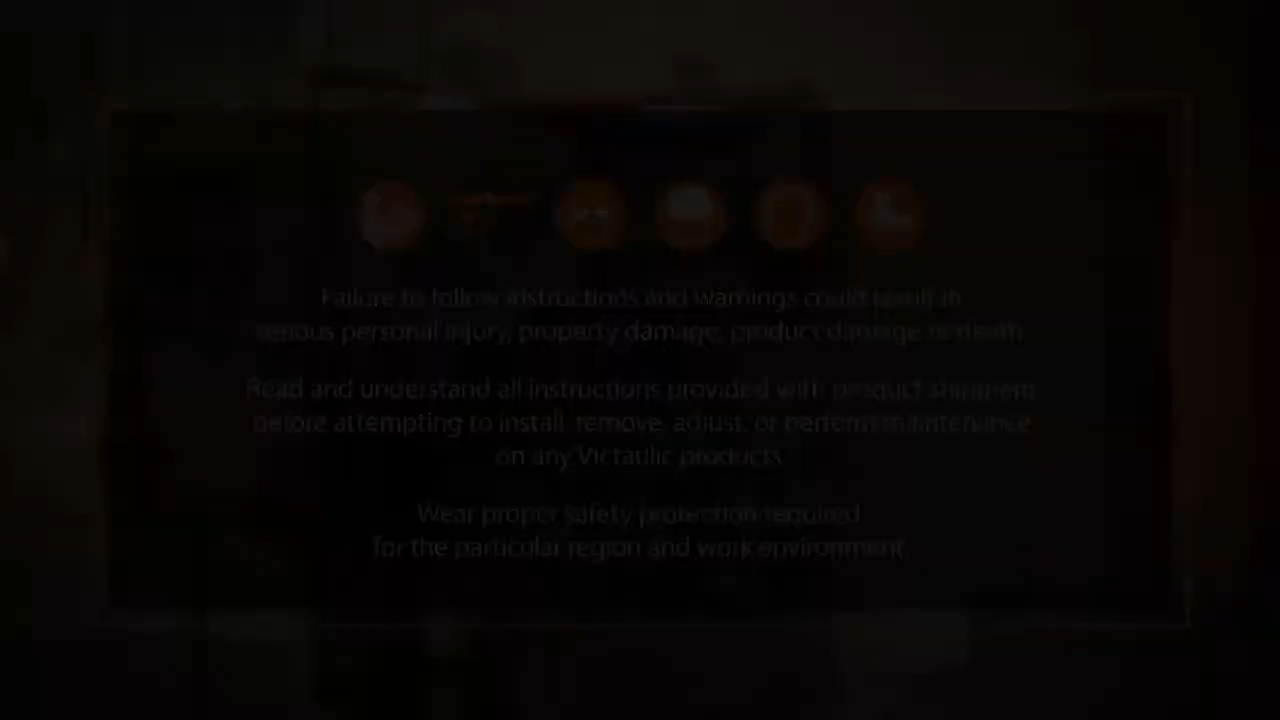 Failure to follow instructions and warnings could result in
serious personal injury, property damage, product damage or death.
Read and understand all instructions provided with product shipment
before attempting to install, remove, adjust, or perform maintenance
on any Victaulic products.
Wear proper safety protection required
for the particular region and work environment.